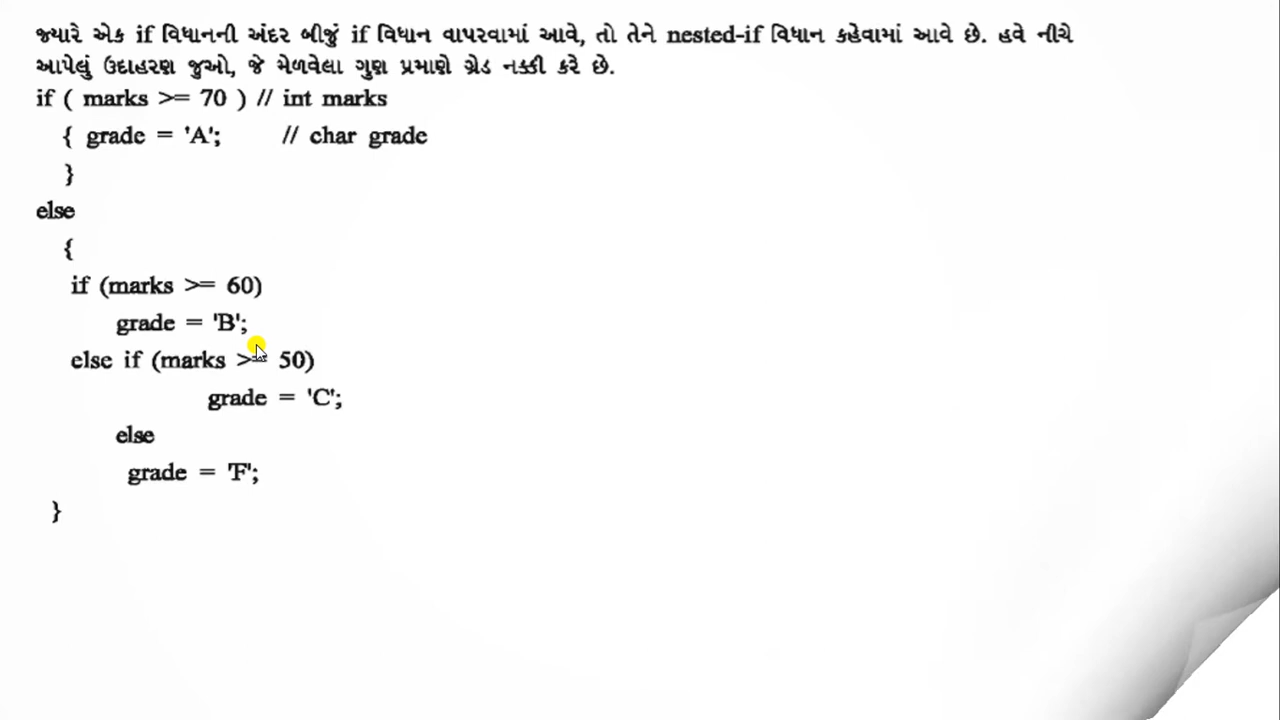 જ્યારે એક if વિધાનની અંદર બીજું if વિધાન વાપરવામાં આવે, તો તેને nested-if વિધાન કહેવામાં આવે છે. હવે નીચે
આપેલું ઉદાહરણ જુઓ, જે મેળવેલા ગુણ પ્રમાણે ગ્રેડ નક્કી કરે છે.
if ( marks >= 70 ) // int marks
{ grade = 'A'; // char grade
}
else
{
if (marks >= 60)
grade = 'B';
else if (marks >= 50)
grade = 'C';
else
grade = 'F';
}